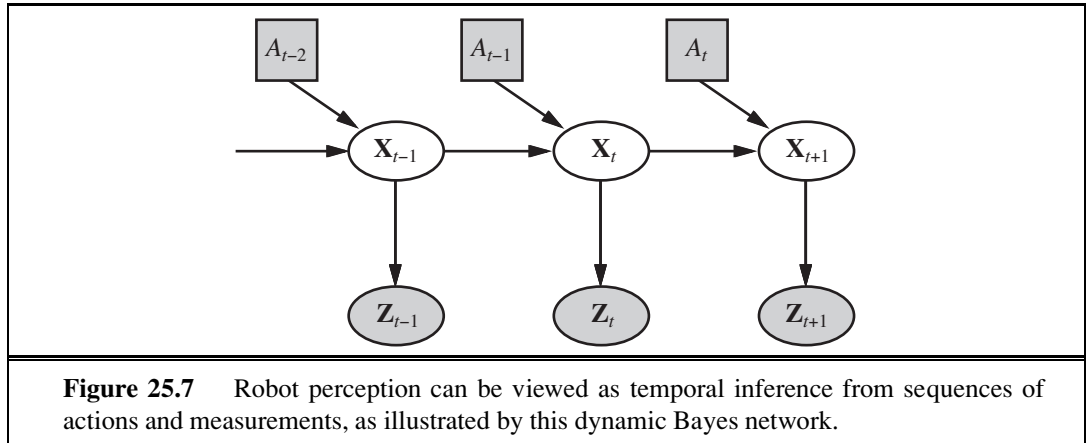 A_{t−2} A_{t−1} A_t
X_{t−1} X_t X_{t+1}
Z_{t−1} Z_t Z_{t+1}
Figure 25.7 Robot perception can be viewed as temporal inference from sequences of
actions and measurements, as illustrated by this dynamic Bayes network.